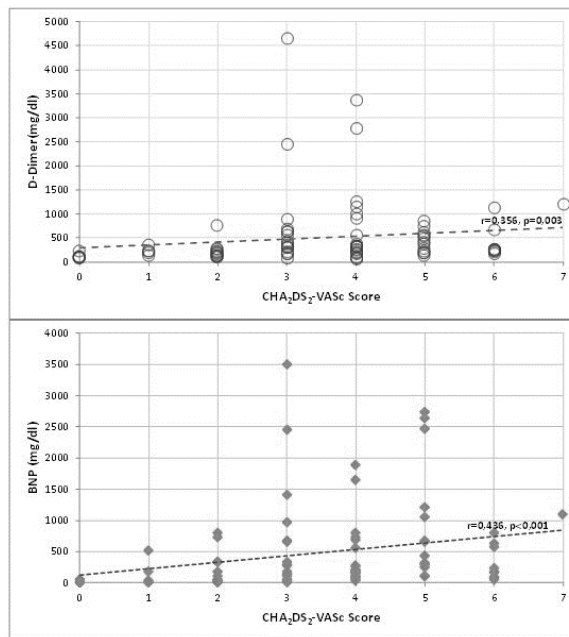 5000
4500
4000
3500
3000
2500
2000
1500
1000
500
0
D-Dimer(mg/dl)
r=0,356, p=0,003
0 1 2 3 4 5 6 7
CHA₂DS₂-VASc Score
4000
3500
3000
2500
2000
1500
1000
500
0
BNP (mg/dl)
r=0,436, p<0,001
0 1 2 3 4 5 6 7
CHA₂DS₂-VASc Score